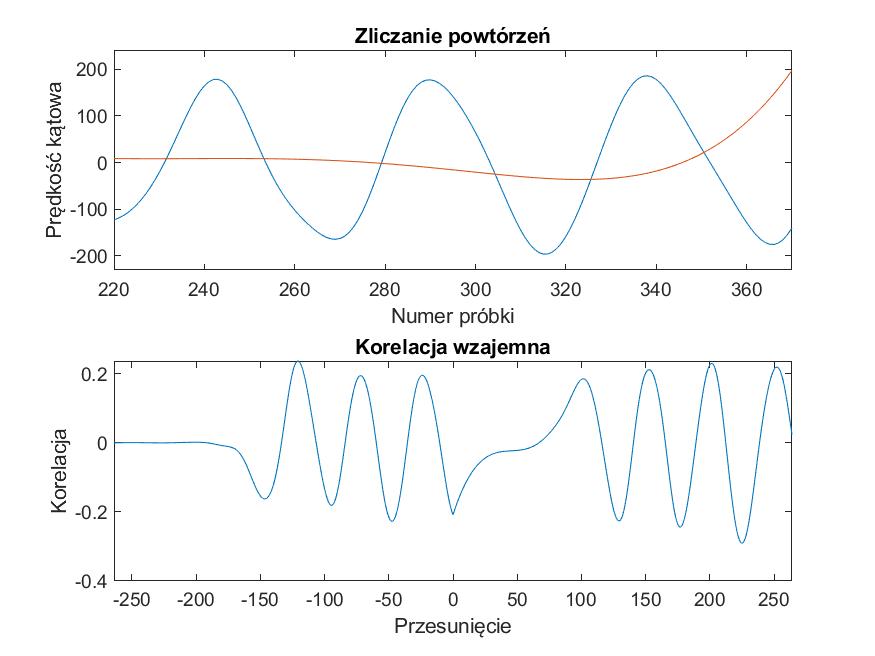 Zliczanie powtórzeń
Prędkość kątowa
200
100
0
-100
-200
220 240 260 280 300 320 340 360
Numer próbki
Korelacja wzajemna
Korelacja
0.2
0
-0.2
-0.4
-250 -200 -150 -100 -50 0 50 100 150 200 250
Przesunięcie